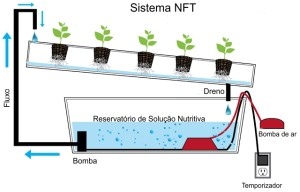 Sistema NFT
Fluxo
Dreno
Reservatório de Solução Nutritiva
Bomba de ar
Bomba
Temporizador